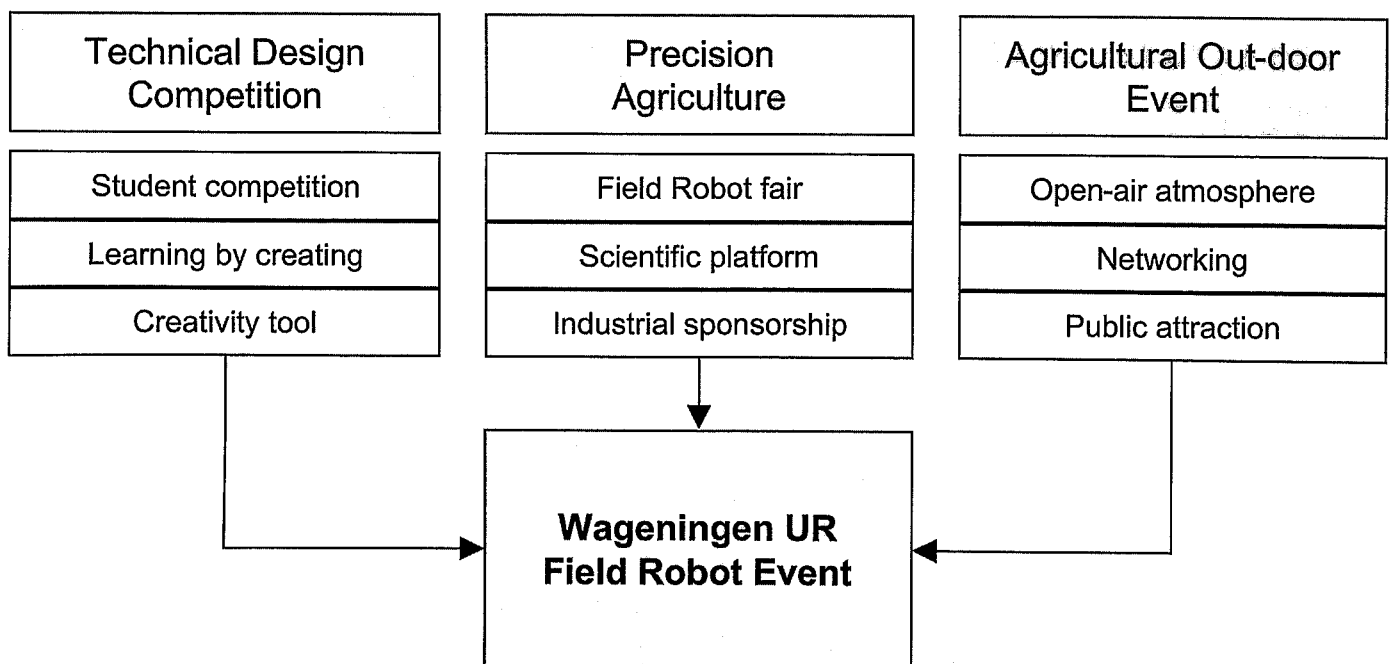 Technical Design
Competition
Student competition
Learning by creating
Creativity tool
Precision
Agriculture
Field Robot fair
Scientific platform
Industrial sponsorship
Agricultural Out-door
Event
Open-air atmosphere
Networking
Public attraction
Wageningen UR
Field Robot Event